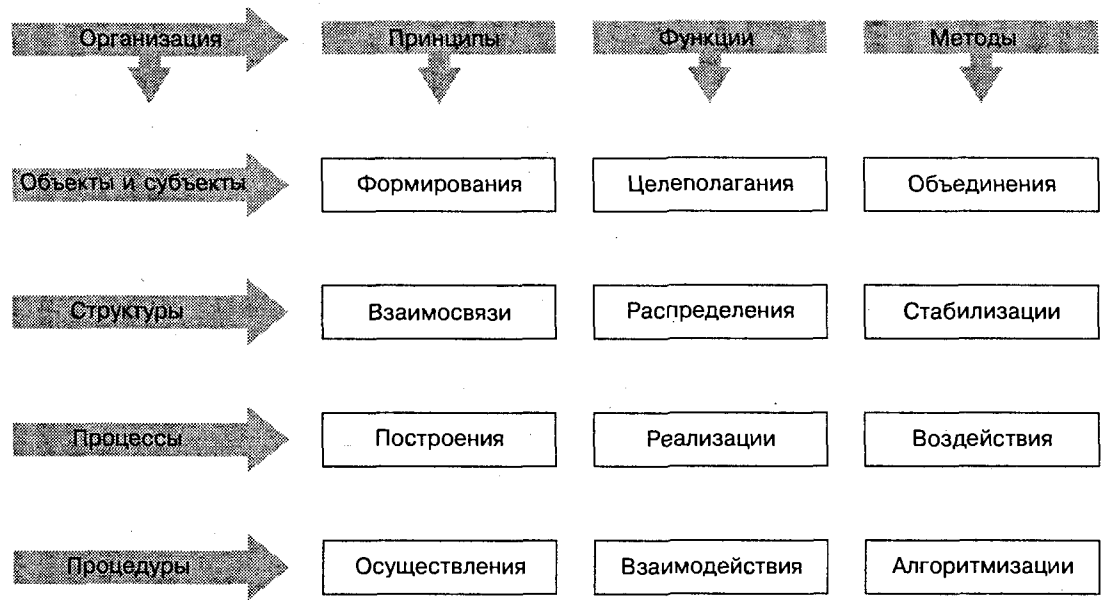 Организация
Принципы
Функции
Методы
Объекты и субъекты
Формирования
Целеполагания
Объединения
Структуры
Взаимосвязи
Распределения
Стабилизации
Процессы
Построения
Реализации
Воздействия
Процедуры
Осуществления
Взаимодействия
Алгоритмизации